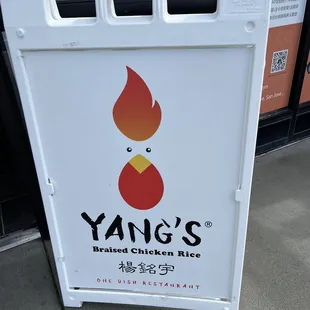 YANG'S®
Braised Chicken Rice
楊銘宇
ONE DISH RESTAURANT